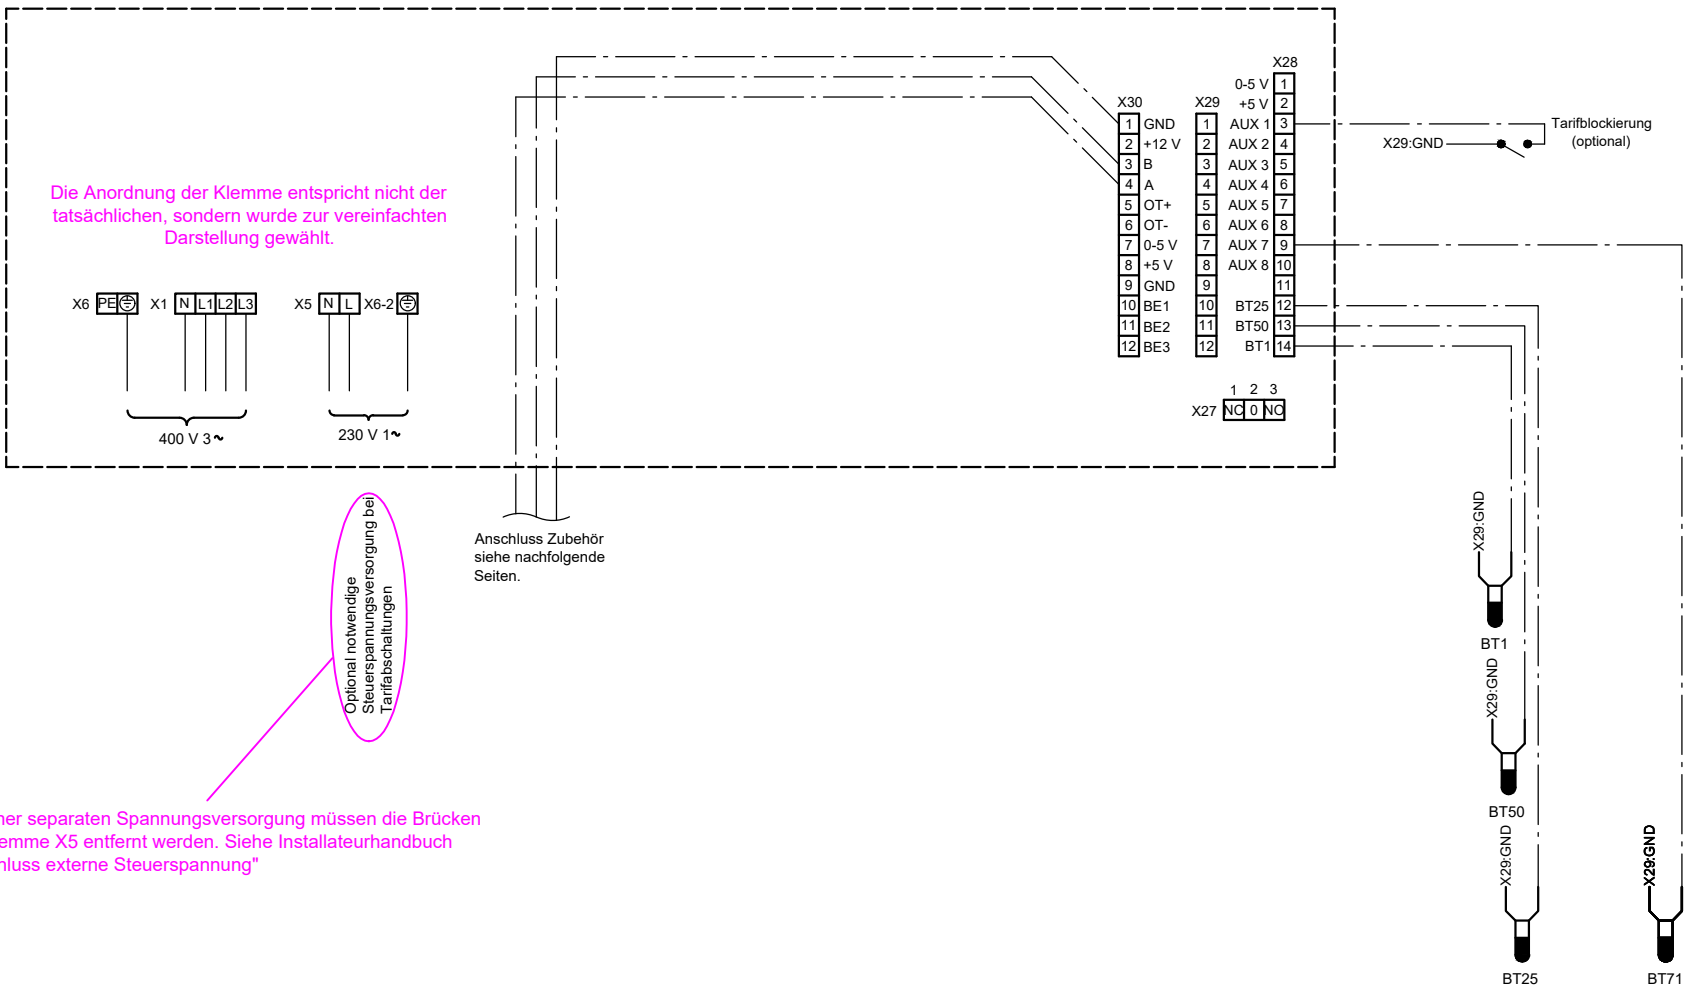 X28
0-5 V 1
X30
X29
+5 V 2
1 GND
1
AUX 1 3
Tarifblockierung
(optional)
X29:GND
2 +12 V
2
AUX 2 4
3 B
3
AUX 3 5
4 A
4
AUX 4 6
5 OT+
5
AUX 5 7
6 OT-
6
AUX 6 8
7 0-5 V
7
AUX 7 9
8 +5 V
8
AUX 8 10
9 GND
9
11
10 BE1
10
BT25 12
11 BE2
11
BT50 13
12 BE3
12
BT1 14
1 2 3
X27 NC 0 NO
Die Anordnung der Klemme entspricht nicht der
tatsächlichen, sondern wurde zur vereinfachten
Darstellung gewählt.
X6 PE X1 N L1 L2 L3 X5 N L X6-2
400 V 3~
230 V 1~
Optional notwendige
Steuerspannungsversorgung bei
Tarifabschaltungen
Anschluss Zubehör
siehe nachfolgende
Seiten.
X29:GND
BT1
X29:GND
BT50
X29:GND
BT25
X29:GND
BT71
ner separaten Spannungsversorgung müssen die Brücken
emme X5 entfernt werden. Siehe Installateurhandbuch
hluss externe Steuerspannung"